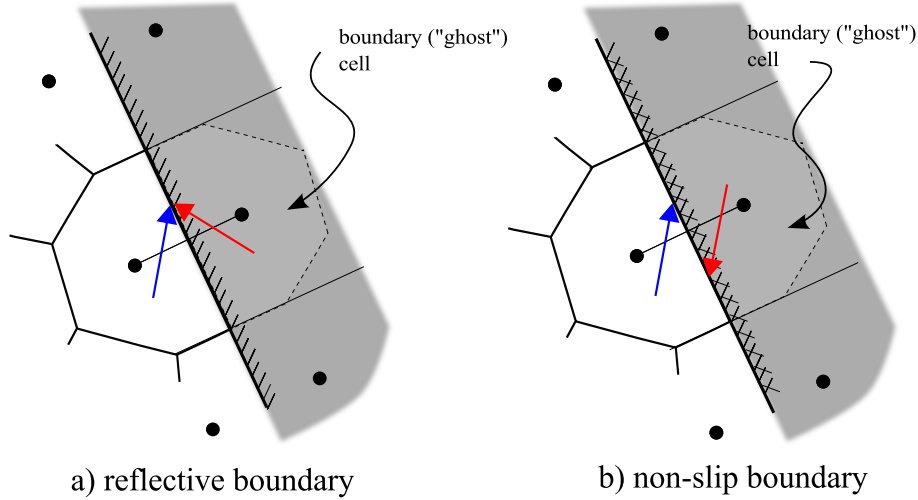 boundary ("ghost")
cell
boundary ("ghost")
cell
a) reflective boundary
b) non-slip boundary